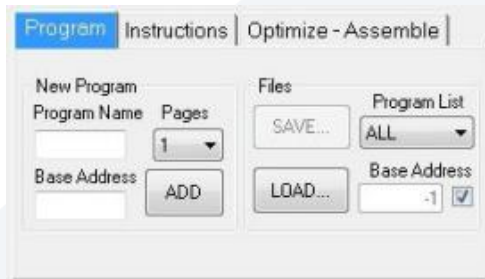 Program Instructions Optimize - Assemble
New Program
Program Name Pages
1
Base Address
ADD
Files
Program List
SAVE...
ALL
Base Address
LOAD...
-1